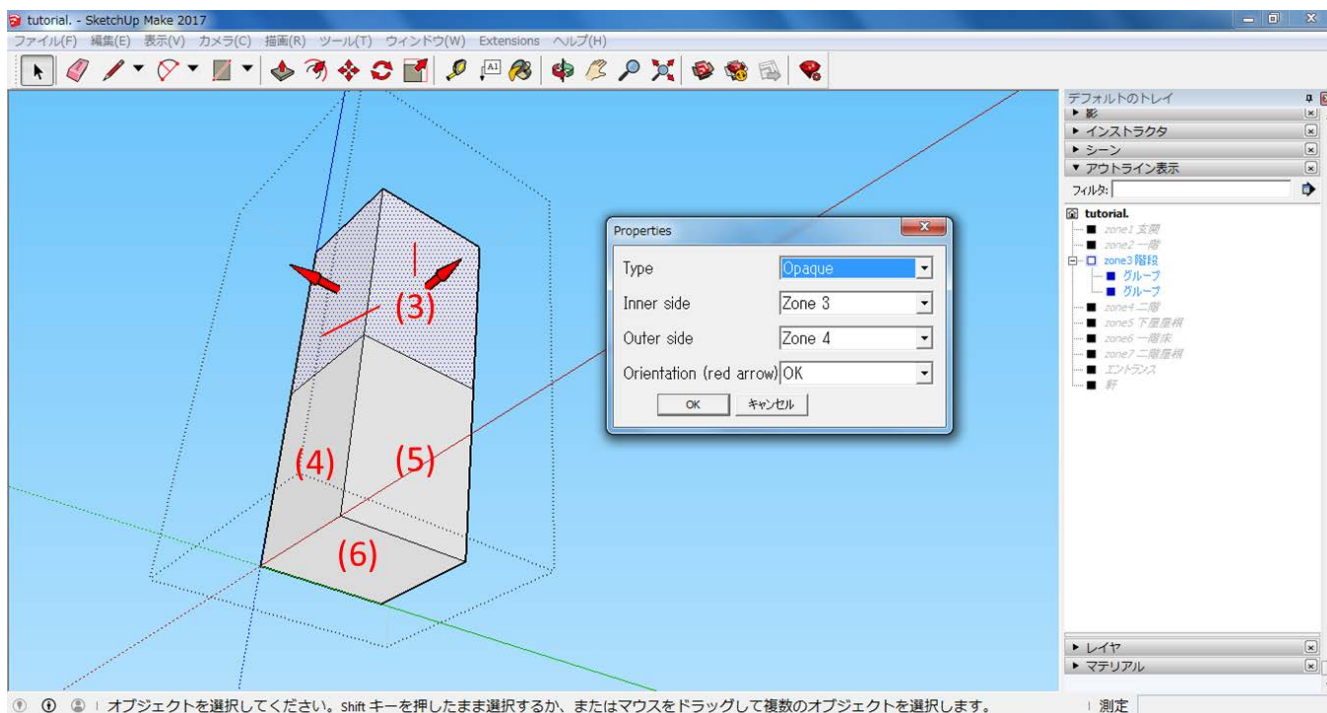 tutorial. - SketchUp Make 2017
ファイル(F) 編集(E) 表示(V) カメラ(C) 描画(R) ツール(T) ウィンドウ(W) Extensions ヘルプ(H)
A1
(3)
(4)
(5)
(6)
Properties
Type Opaque
Inner side Zone 3
Outer side Zone 4
Orientation (red arrow) OK
OK キャンセル
デフォルトのトレイ
影
インストラクタ
シーン
アウトライン表示
フィルタ:
tutorial.
zone1 玄関
zone2 一階
zone3 階段
グループ
グループ
zone4 二階
zone5 下屋屋根
zone6 一階床
zone7 二階屋根
エントランス
軒
レイヤ
マテリアル
オブジェクトを選択してください。Shift キーを押したまま選択するか、またはマウスをドラッグして複数のオブジェクトを選択します。
測定